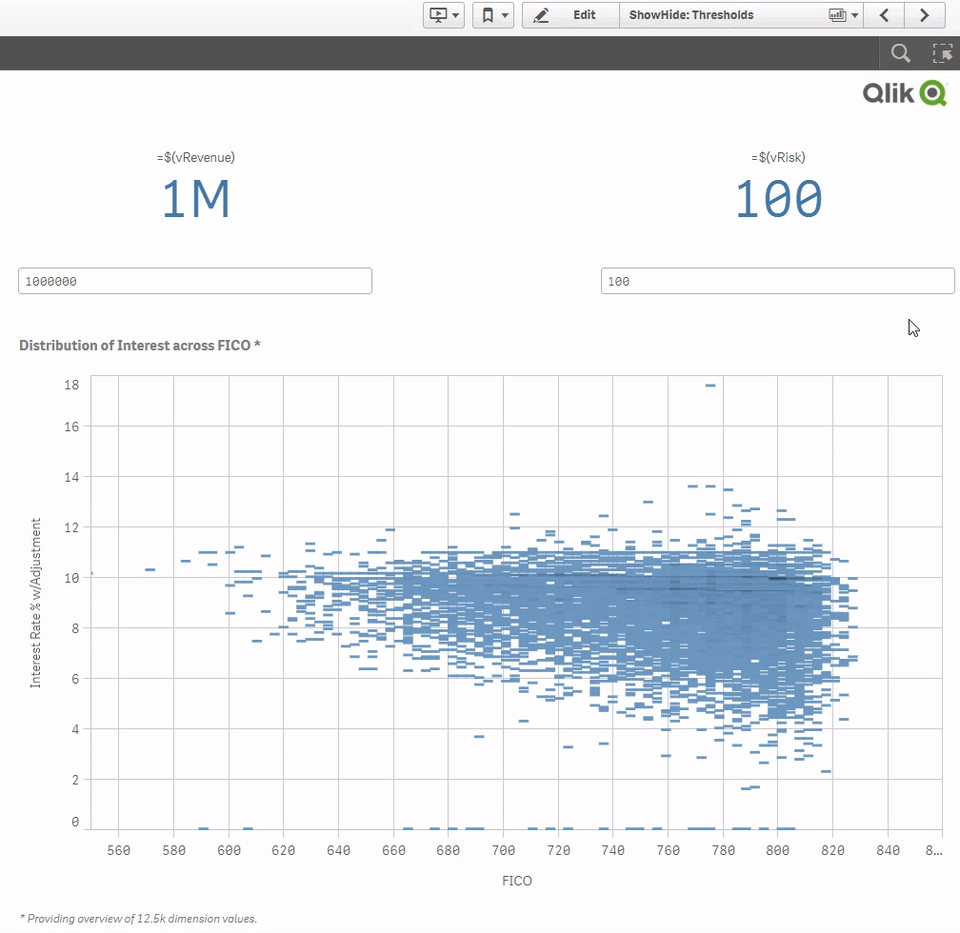 Edit
ShowHide: Thresholds
Qlik
=$(vRevenue)
1M
=$(vRisk)
100
1000000
100
Distribution of Interest across FICO *
Interest Rate % w/Adjustment
18
16
14
12
10
8
6
4
2
0
560 580 600 620 640 660 680 700 720 740 760 780 800 820 840 8...
FICO
* Providing overview of 12.5k dimension values.